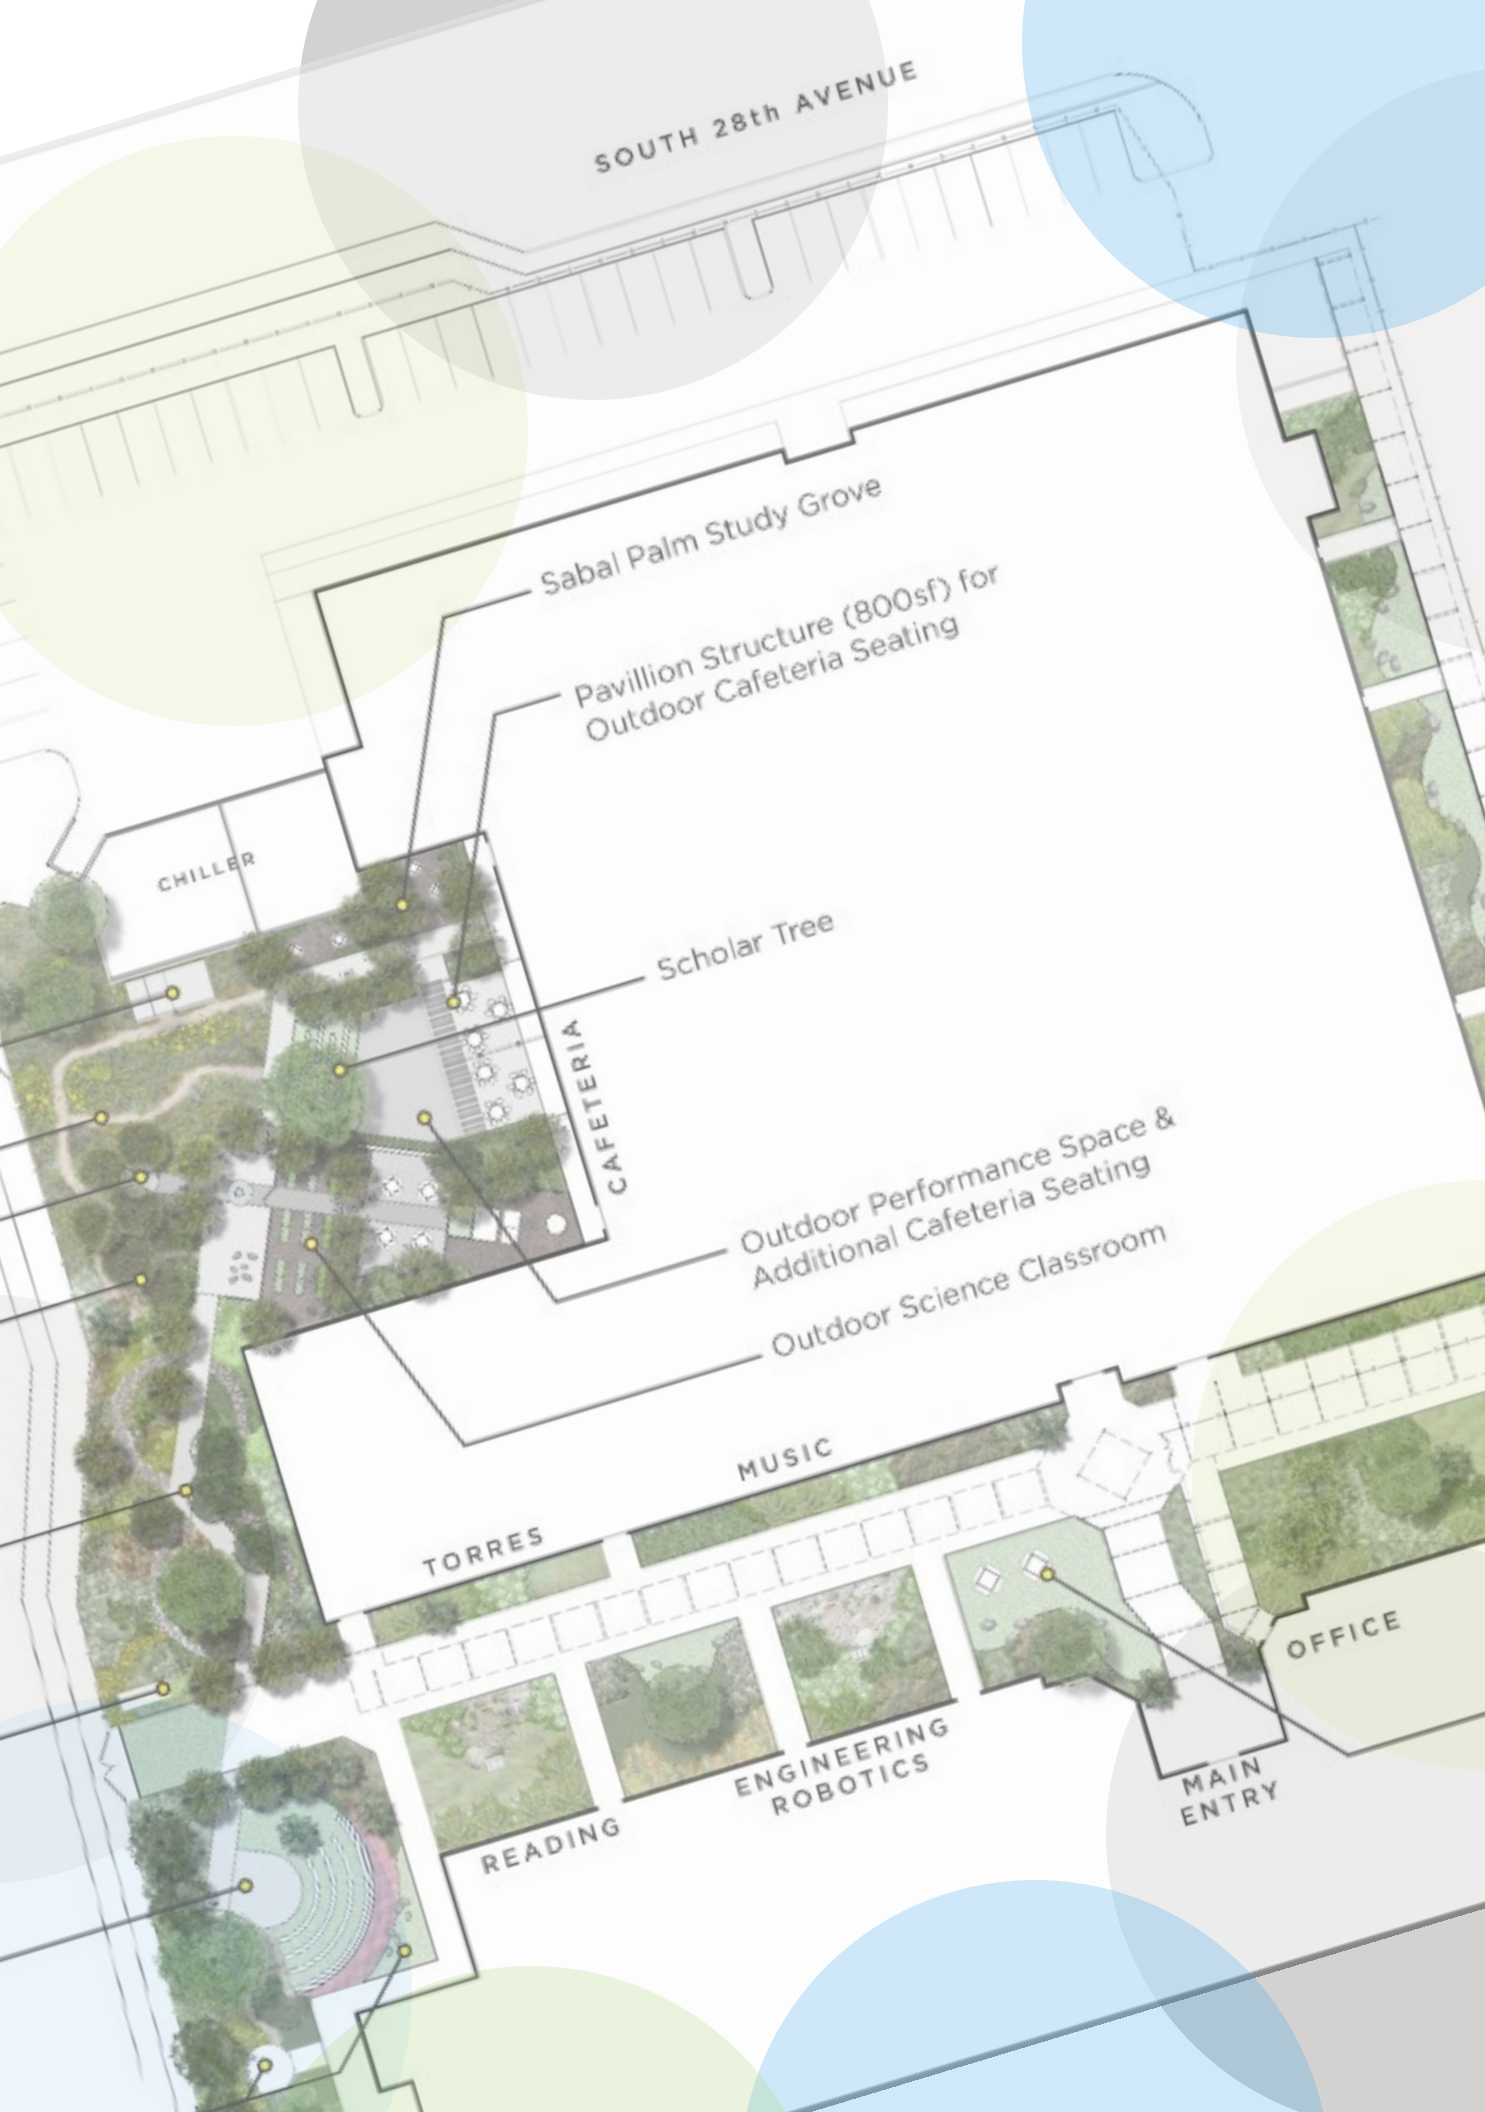 SOUTH 28th AVENUE
Sabal Palm Study Grove
Pavillion Structure (800sf) for
Outdoor Cafeteria Seating
CHILLER
Scholar Tree
CAFETERIA
Outdoor Performance Space &
Additional Cafeteria Seating
Outdoor Science Classroom
MUSIC
TORRES
OFFICE
ENGINEERING
ROBOTICS
MAIN
ENTRY
READING